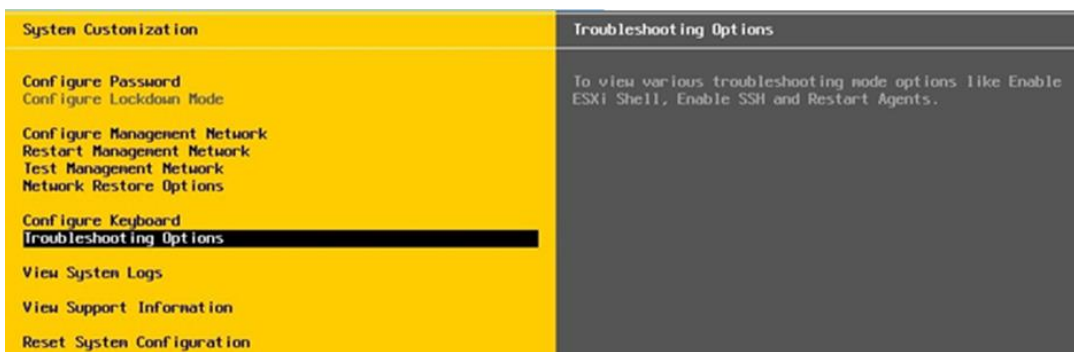 System Customization
Configure Password
Configure Lockdown Mode
Configure Management Network
Restart Management Network
Test Management Network
Network Restore Options
Configure Keyboard
Troubleshooting Options
View System Logs
View Support Information
Reset System Configuration
Troubleshooting Options
To view various troubleshooting mode options like Enable
ESXi Shell, Enable SSH and Restart Agents.